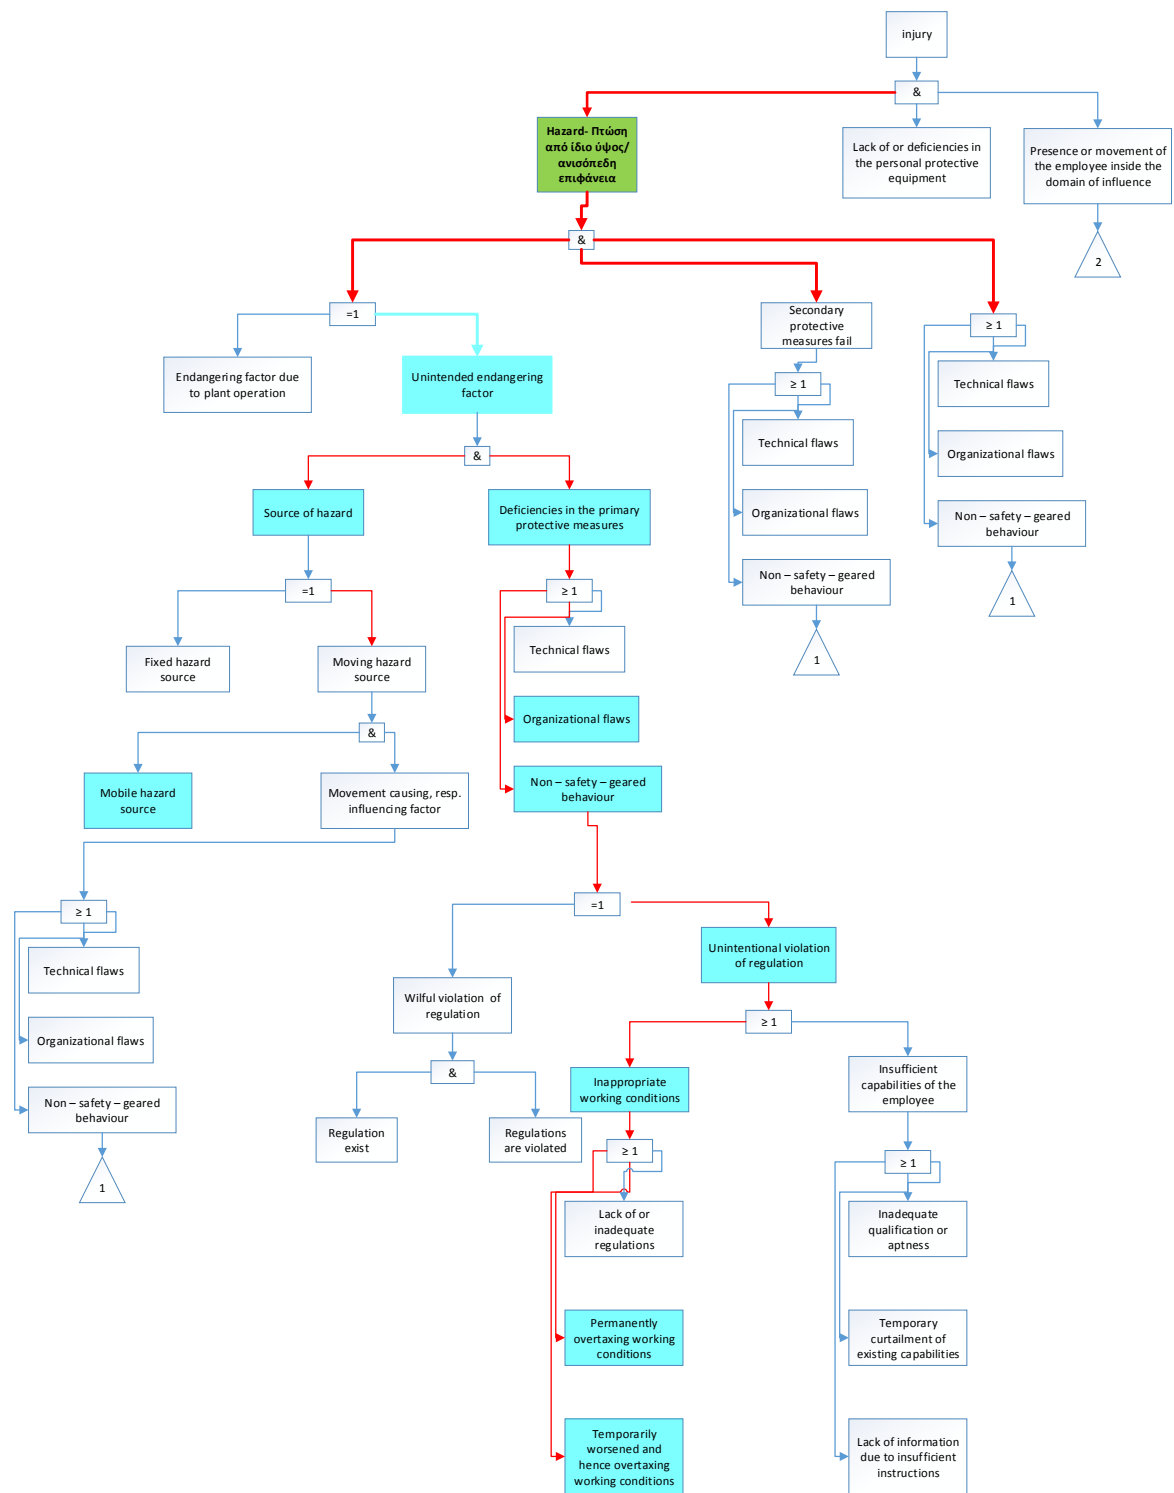 injury
&
Hazard- Πτώση
από ίδιο ύψος/
ανισόπεδη
επιφάνεια
Lack of or deficiencies in
the personal protective
equipment
Presence or movement of
the employee inside the
domain of influence
&
2
=1
Secondary
protective
measures fail
≥ 1
Endangering factor due
to plant operation
Unintended endangering
factor
≥ 1
Technical flaws
Technical flaws
Organizational flaws
&
Source of hazard
Deficiencies in the primary
protective measures
Organizational flaws
Non – safety – geared
behaviour
=1
≥ 1
Non – safety – geared
behaviour
1
Fixed hazard
source
Moving hazard
source
Technical flaws
1
&
Organizational flaws
Mobile hazard
source
Movement causing, resp.
influencing factor
Non – safety – geared
behaviour
≥ 1
=1
Technical flaws
Unintentional violation
of regulation
Wilful violation of
regulation
≥ 1
Organizational flaws
&
Inappropriate
working conditions
Insufficient
capabilities of the
employee
Non – safety – geared
behaviour
Regulation
exist
Regulations
are violated
≥ 1
≥ 1
1
Lack of or
inadequate
regulations
Inadequate
qualification or
aptness
Permanently
overtaxing working
conditions
Temporary
curtailment of
existing capabilities
Temporarily
worsened and
hence overtaxing
working conditions
Lack of information
due to insufficient
instructions